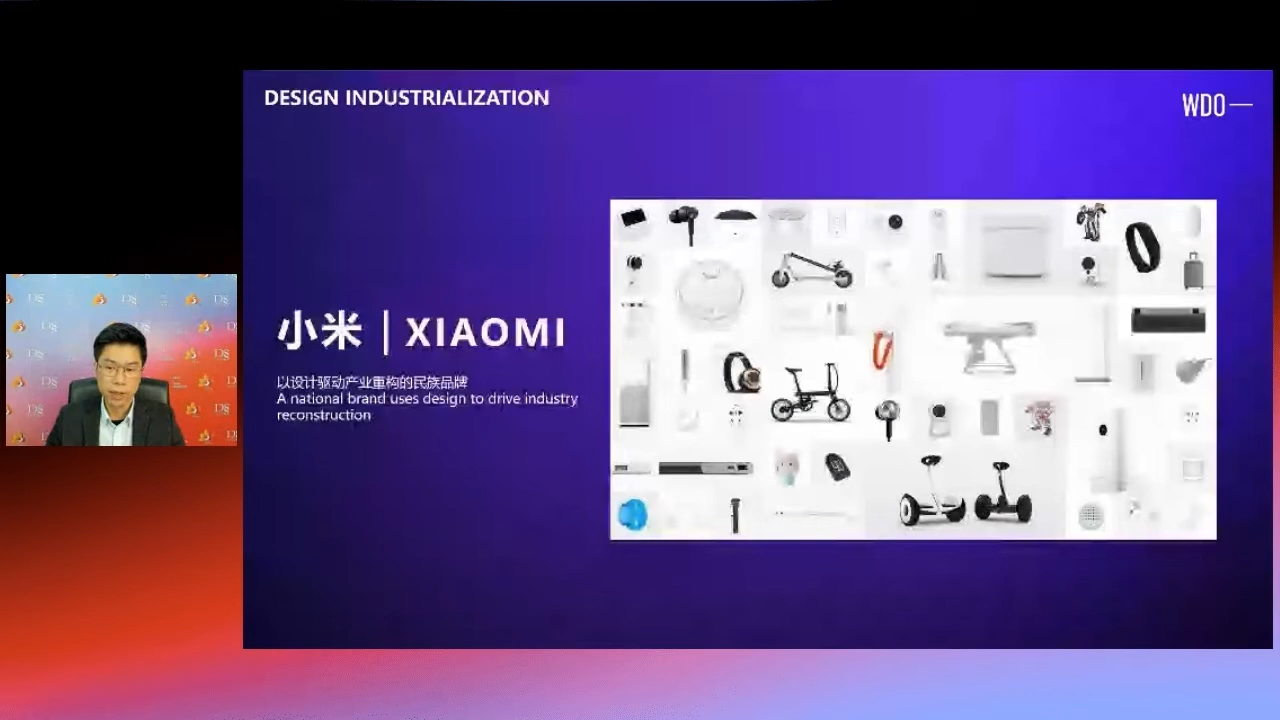 DESIGN INDUSTRIALIZATION
WDO—
小米 | XIAOMI
以设计驱动产业重构的民族品牌
A national brand uses design to drive industry
reconstruction